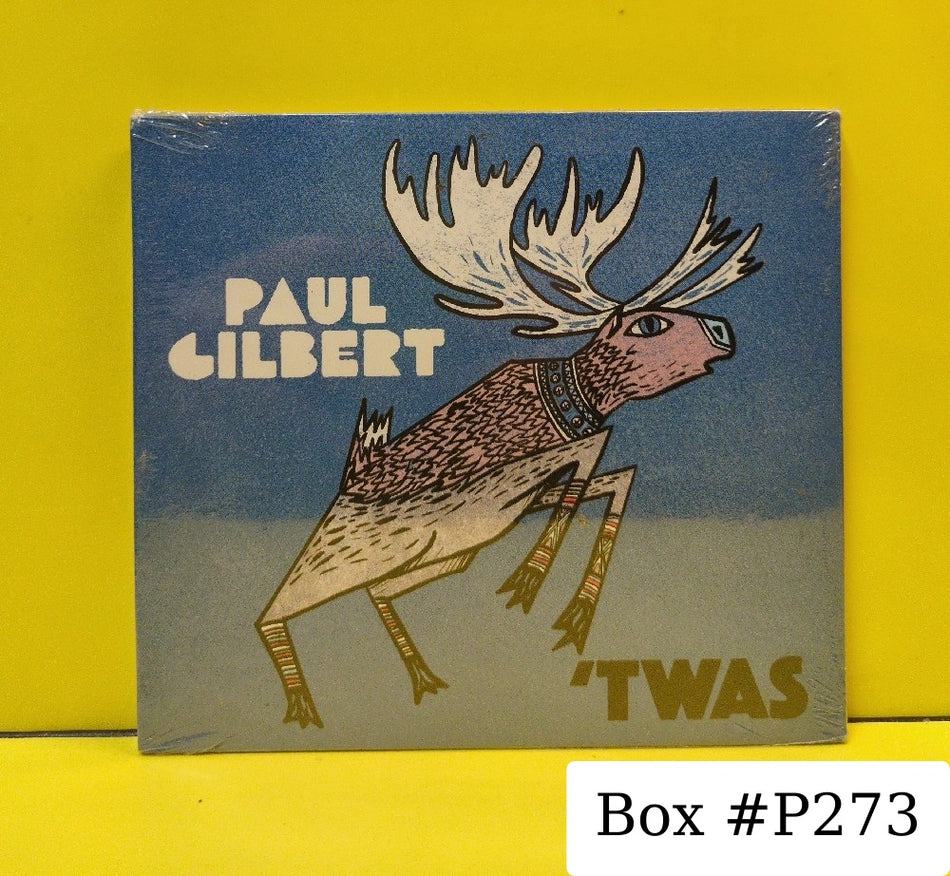 PAUL
GILBERT
'TWAS
Box #P273